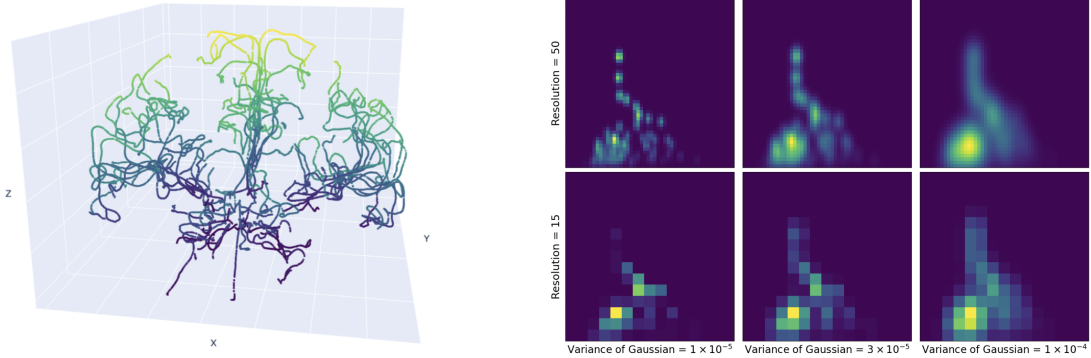 Z
Y
X
Resolution = 50
Resolution = 15
Variance of Gaussian = 1 × 10⁻⁵
Variance of Gaussian = 3 × 10⁻⁵
Variance of Gaussian = 1 × 10⁻⁴